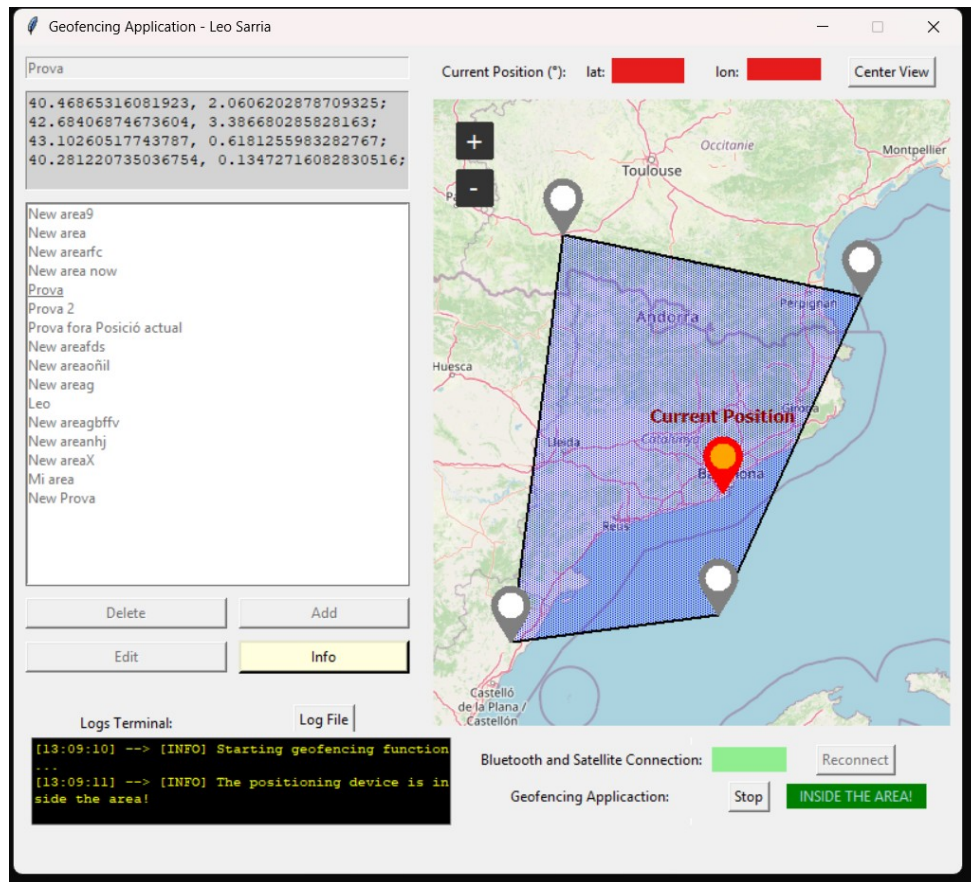 Geofencing Application - Leo Sarria
Prova
Current Position (°): lat: lon: Center View
40.46865316081923, 2.0606202878709325;
42.68406874673604, 3.386680285828163;
43.10260517743787, 0.6181255983282767;
40.281220735036754, 0.13472716082830516;
New area9
New area
New arearfc
New area now
Prova
Prova 2
Prova fora Posició actual
New areafds
New areaoñil
New areag
Leo
New areagbffv
New areanhj
New areaX
Mi area
New Prova
+
-
Occitanie
Montpellier
Toulouse
Perpignan
Andorra
Huesca
Current Position
Girona
Lleida
Catalunya
Barcelona
Reus
Castelló
de la Plana /
Castellón
Delete Add
Edit Info
Logs Terminal: Log File
[13:09:10] --> [INFO] Starting geofencing function
...
[13:09:11] --> [INFO] The positioning device is in
side the area!
Bluetooth and Satellite Connection: Reconnect
Geofencing Applicaction: Stop INSIDE THE AREA!